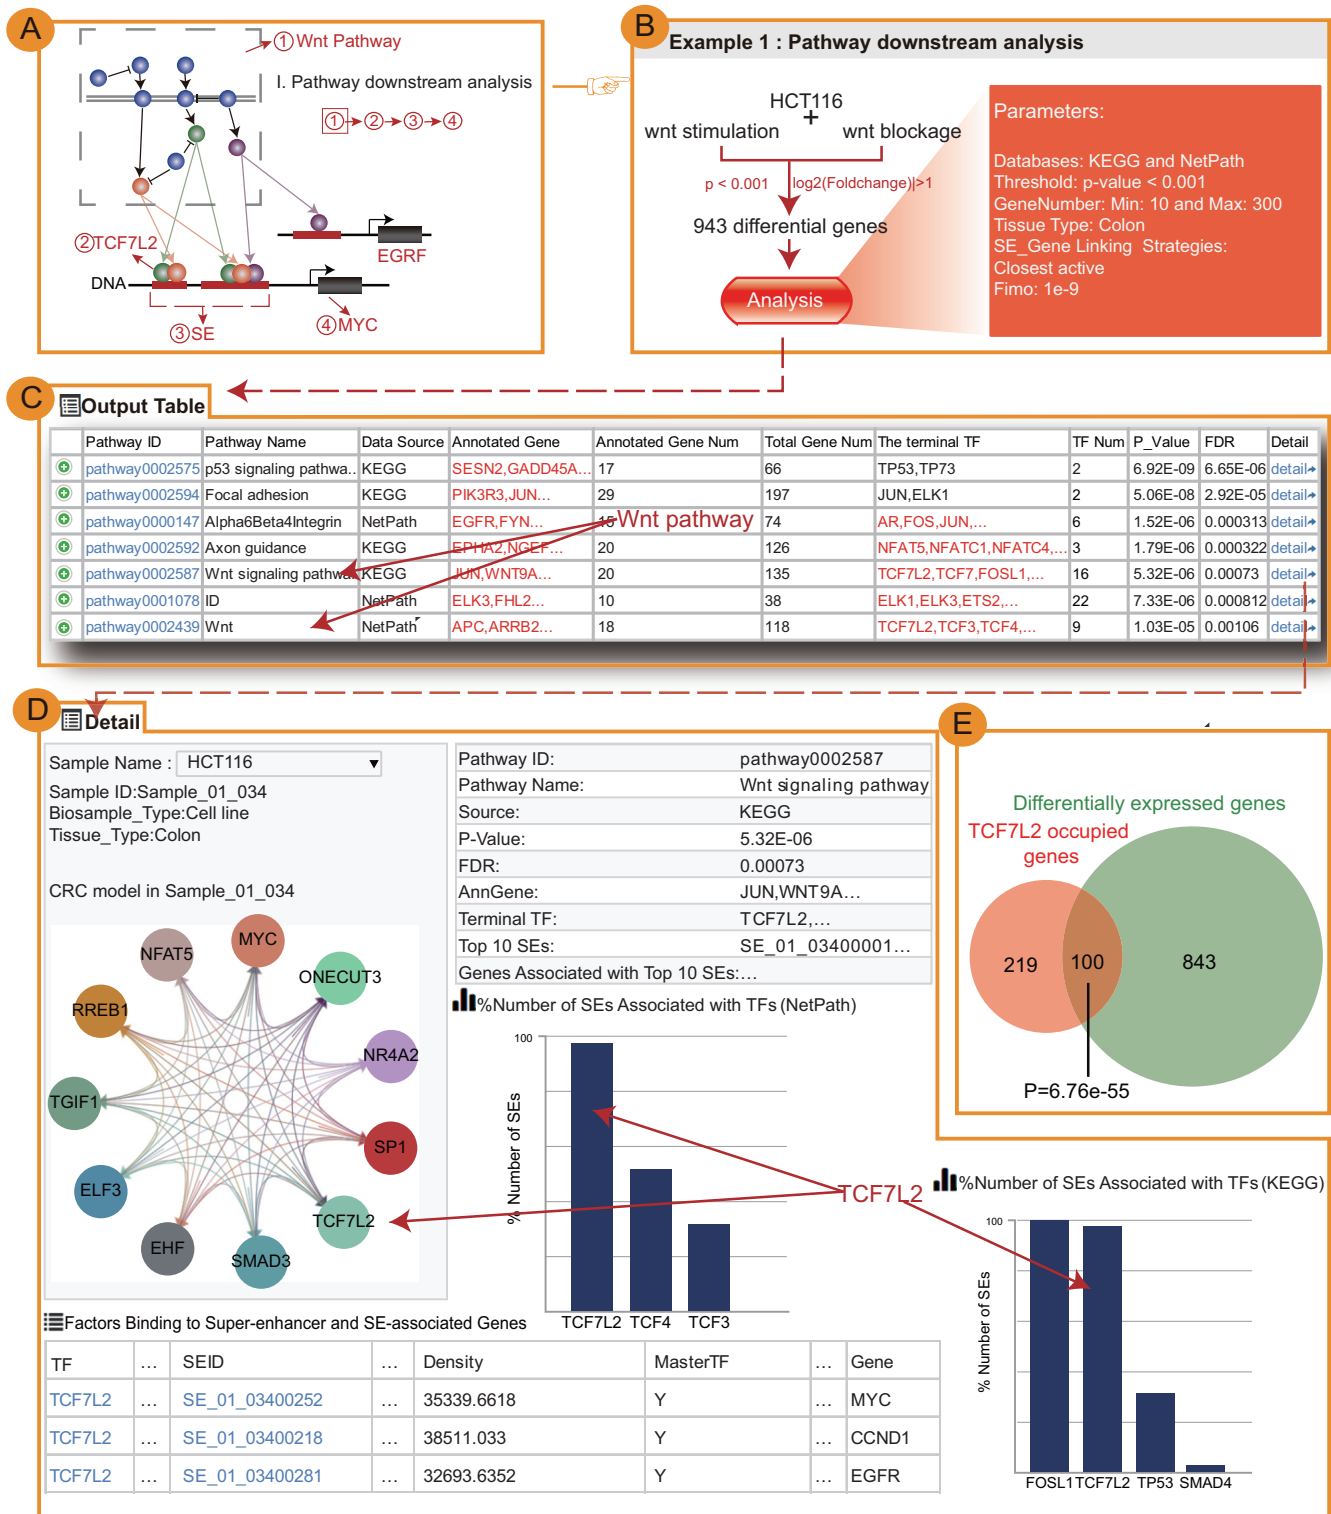 A
① Wnt Pathway
I. Pathway downstream analysis
①→②→③→④
②TCF7L2
EGRF
DNA
③SE
④MYC
B
Example 1 : Pathway downstream analysis
HCT116
+
wnt stimulation
wnt blockage
p < 0.001
log2(Foldchange)|>1
943 differential genes
Analysis
Parameters:
Databases: KEGG and NetPath
Threshold: p-value < 0.001
GeneNumber: Min: 10 and Max: 300
Tissue Type: Colon
SE_Gene Linking Strategies:
Closest active
Fimo: 1e-9
C
Output Table
Pathway ID Pathway Name Data Source Annotated Gene Annotated Gene Num Total Gene Num The terminal TF TF Num P_Value FDR Detail
pathway0002575 p53 signaling pathwa.. KEGG SESN2,GADD45A... 17 66 TP53,TP73 2 6.92E-09 6.65E-06 detail
pathway0002594 Focal adhesion KEGG PIK3R3,JUN... 29 197 JUN,ELK1 2 5.06E-08 2.92E-05 detail
pathway0000147 Alpha6Beta4Integrin NetPath EGFR,FYN... 15 74 AR,FOS,JUN,... 6 1.52E-06 0.000313 detail
Wnt pathway
pathway0002592 Axon guidance KEGG EPHA2,NGEF... 20 126 NFAT5,NFATC1,NFATC4,... 3 1.79E-06 0.000322 detail
pathway0002587 Wnt signaling pathwa KEGG JUN,WNT9A... 20 135 TCF7L2,TCF7,FOSL1,... 16 5.32E-06 0.00073 detail
pathway0001078 ID NetPath ELK3,FHL2... 10 38 ELK1,ELK3,ETS2,... 22 7.33E-06 0.000812 detail
pathway0002439 Wnt NetPath APC,ARRB2... 18 118 TCF7L2,TCF3,TCF4,... 9 1.03E-05 0.00106 detail
D
Detail
Sample Name : HCT116
Sample ID:Sample_01_034
Biosample_Type:Cell line
Tissue_Type:Colon
CRC model in Sample_01_034
MYC
NFAT5
ONECUT3
RREB1
NR4A2
TGIF1
SP1
ELF3
TCF7L2
EHF
SMAD3
Pathway ID: pathway0002587
Pathway Name: Wnt signaling pathway
Source: KEGG
P-Value: 5.32E-06
FDR: 0.00073
AnnGene: JUN,WNT9A...
Terminal TF: TCF7L2,...
Top 10 SEs: SE_01_03400001...
Genes Associated with Top 10 SEs:...
%Number of SEs Associated with TFs (NetPath)
100
% Number of SEs
TCF7L2 TCF4 TCF3
TCF7L2
E
Differentially expressed genes
TCF7L2 occupied
genes
219 100 843
P=6.76e-55
%Number of SEs Associated with TFs (KEGG)
100
% Number of SEs
FOSL1 TCF7L2 TP53 SMAD4
Factors Binding to Super-enhancer and SE-associated Genes
TF ... SEID ... Density MasterTF ... Gene
TCF7L2 ... SE_01_03400252 ... 35339.6618 Y ... MYC
TCF7L2 ... SE_01_03400218 ... 38511.033 Y ... CCND1
TCF7L2 ... SE_01_03400281 ... 32693.6352 Y ... EGFR